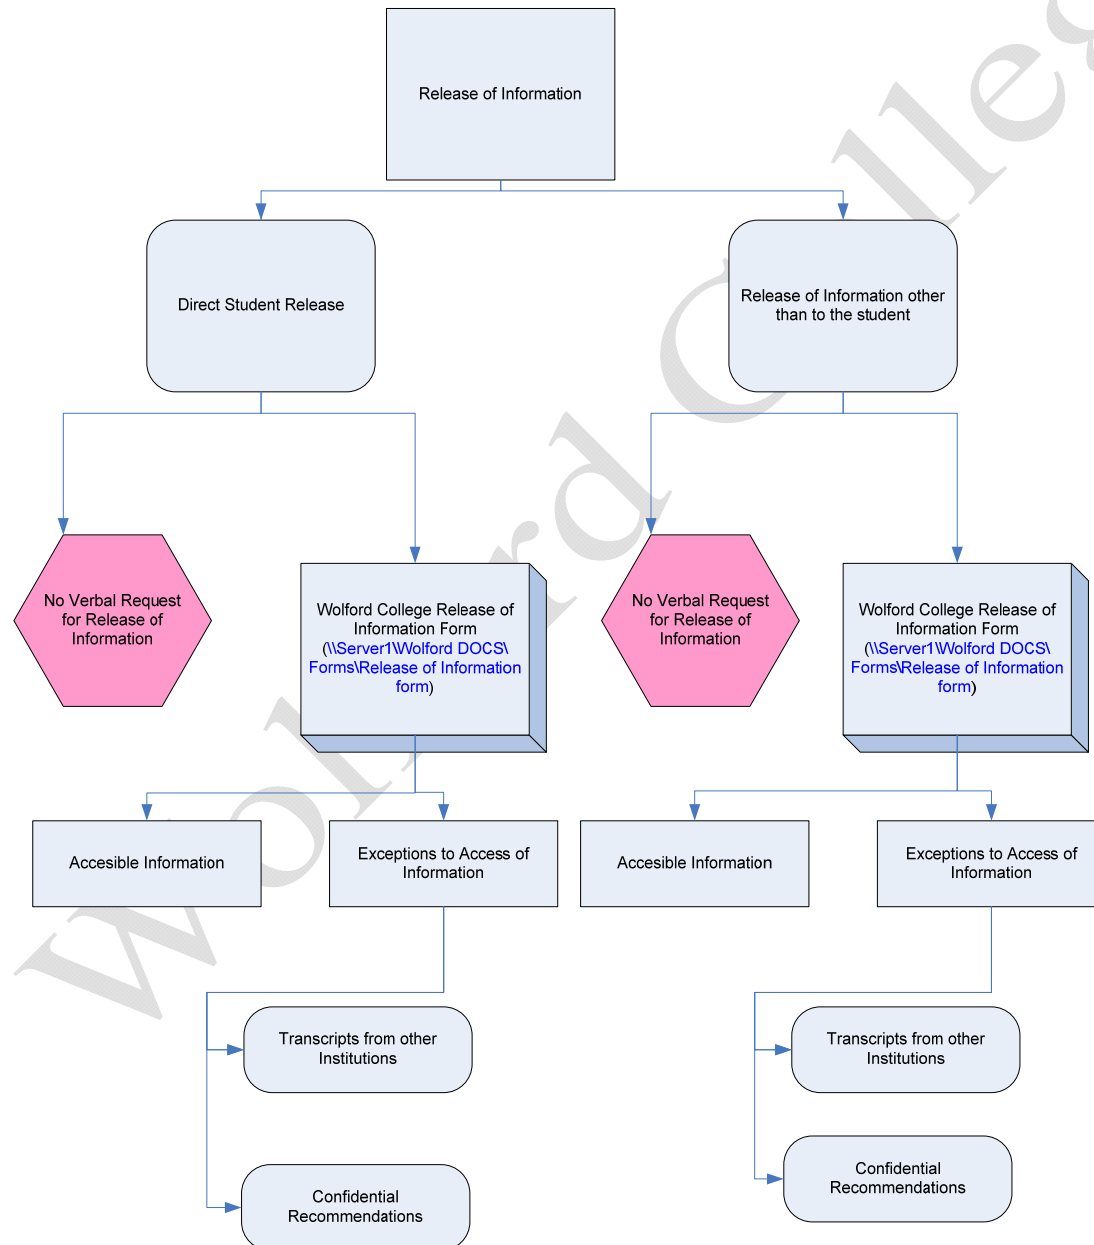 Release of Information
Direct Student Release
Release of Information other
than to the student
No Verbal Request
for Release of
Information
Wolford College Release of
Information Form
(\\Server1\Wolford DOCS\
Forms\Release of Information
form)
No Verbal Request
for Release of
Information
Wolford College Release of
Information Form
(\\Server1\Wolford DOCS\
Forms\Release of Information
form)
Accesible Information
Exceptions to Access of
Information
Accesible Information
Exceptions to Access of
Information
Transcripts from other
Institutions
Transcripts from other
Institutions
Confidential
Recommendations
Confidential
Recommendations
Wolford Colleg